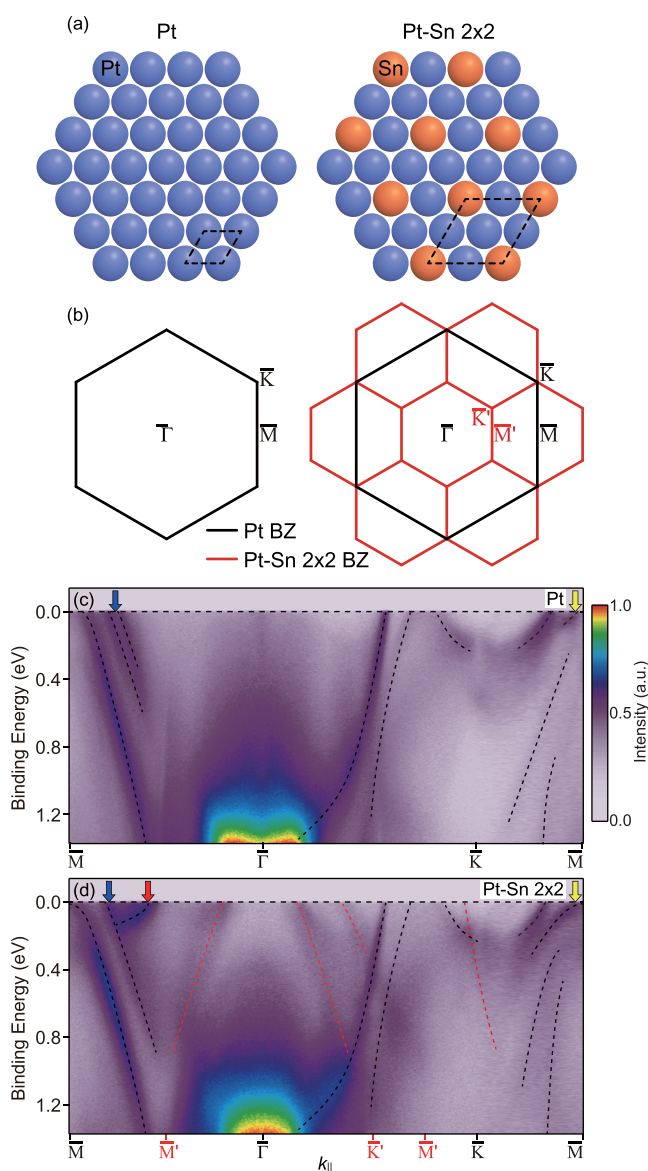 (a)
Pt
Pt-Sn 2x2
Pt
Sn
(b)
K̅
Γ̅
M̅
K̅
K̅'
Γ̅
M̅'
M̅
Pt BZ
Pt-Sn 2x2 BZ
(c)
Pt
0.0
0.4
0.8
1.2
Binding Energy (eV)
1.0
0.5
0.0
Intensity (a.u.)
M̅
Γ̅
K̅
M̅
(d)
Pt-Sn 2x2
0.0
0.4
0.8
1.2
Binding Energy (eV)
M̅
M̅'
Γ̅
K̅'
M̅'
K̅
M̅
k||